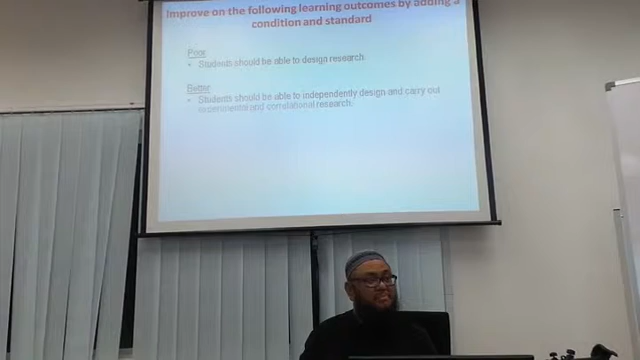 Improve on the following learning outcomes by adding a
condition and standard
Poor
• Students should be able to design research.
Better
• Students should be able to independently design and carry out
experimental and correlational research.